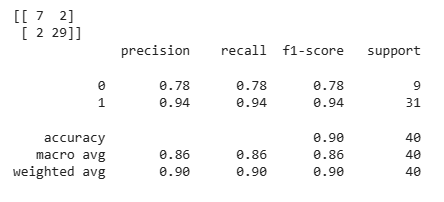 [[ 7  2]
 [ 2 29]]
              precision    recall  f1-score   support

           0       0.78      0.78      0.78         9
           1       0.94      0.94      0.94        31

    accuracy                           0.90        40
   macro avg       0.86      0.86      0.86        40
weighted avg       0.90      0.90      0.90        40